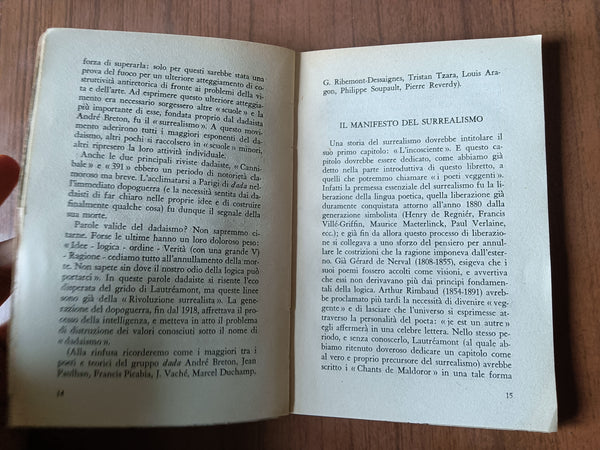 forza di superarla: solo per questi sarebbe stata una
prova del fuoco per un ulteriore atteggiamento di co-
struttività antiretorica di fronte ai problemi della vi-
ta e dell'arte. Ad esprimere questo ulteriore atteggia-
mento era necessario sorgessero altre « scuole » e la
più importante di esse, fondata proprio dal dadaista
André Breton, fu il « surrealismo ». A questo movi-
mento aderirono tutti i maggiori esponenti del da-
daismo, altri pochi si raccolsero in « scuole » minori,
altri ripresero la loro attività individuale.
Anche le due principali riviste dadaiste, « Canni-
bale » e « 391 » ebbero un periodo di notorietà cla-
moroso ma breve. L'acclimatarsi a Parigi di dada nel-
l'immediato dopoguerra (e la necessità sentita dai da-
daisti di far chiaro nelle proprie idee e di costruire
finalmente qualche cosa) fu dunque il segnale della
sua morte.
Parole valide del dadaismo? Non sapremmo ci-
tarne. Forse le ultime hanno un loro doloroso peso:
« Idee - logica - ordine - Verità (con una grande V)
- Ragione - cediamo tutto all'annullamento della mor-
te. Non sapete sin dove il nostro odio della logica può
portarci ». In queste parole dadaiste si risente l'eco
disperata del grido di Lautréamont, ma queste linee
sono già della « Rivoluzione surrealista ». La gene-
razione del dopoguerra, fin dal 1918, affrettava il pro-
cesso della intelligenza, e metteva in atto il problema
di distruzione dei valori conosciuti sotto il nome di
« dadaismo ».
(Alla rinfusa ricorderemo come i maggiori tra i
poeti e teorici del gruppo dada André Breton, Jean
Paulhan, Francis Picabia, J. Vaché, Marcel Duchamp,
14
G. Ribemont-Dessaignes, Tristan Tzara, Louis Ara-
gon, Philippe Soupault, Pierre Reverdy).
IL MANIFESTO DEL SURREALISMO
Una storia del surrealismo dovrebbe intitolare il
suo primo capitolo: « L'inconsciente ». E questo ca-
pitolo dovrebbe essere dedicato, come abbiamo già
detto nella parte introduttiva di questo libretto, a
quelli che potremmo chiamare « i poeti veggenti ».
Infatti la premessa essenziale del surrealismo fu la
liberazione della lingua poetica, quella liberazione già
dovunque conquistata attorno all'anno 1880 dalla
generazione simbolista (Henry de Regnier, Francis
Villé-Griffin, Maurice Maeterlinck, Paul Verlaine,
ecc.); e già fin da allora questo processo di liberazio-
ne si collegava a uno sforzo del pensiero per annullar-
re le costrizioni che la ragione imponeva dall'ester-
no. Già Gérard de Nerval (1808-1855), esigeva che i
suoi poemi fossero accolti come visioni, e avvertiva
che essi non derivavano più dai principi fondamen-
tali della logica. Arthur Rimbaud (1854-1891) avreb-
be proclamato più tardi la necessità di divenire « veg-
gente » e di lasciare che l'universo si esprimesse at-
traverso la personalità del poeta: « je est un autre »
egli affermerà in una celebre lettera. Nello stesso pe-
riodo, e senza conoscerlo, Lautréamont (al quale ab-
biamo ritenuto doveroso dedicare un capitolo come
al vero e proprio precursore del surrealismo) avrebbe
scritto i « Chants de Maldoror » in una tale forma
15